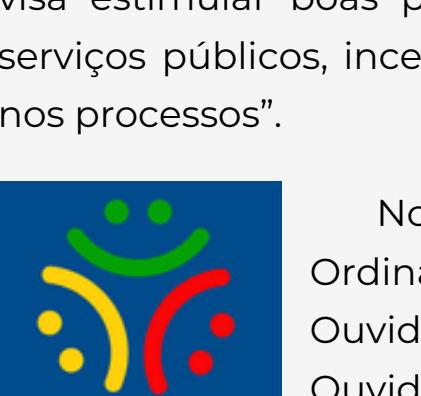 visa estimular boas p
serviços públicos, ince
nos processos”.
No
Ordina
Ouvid
Ouvid